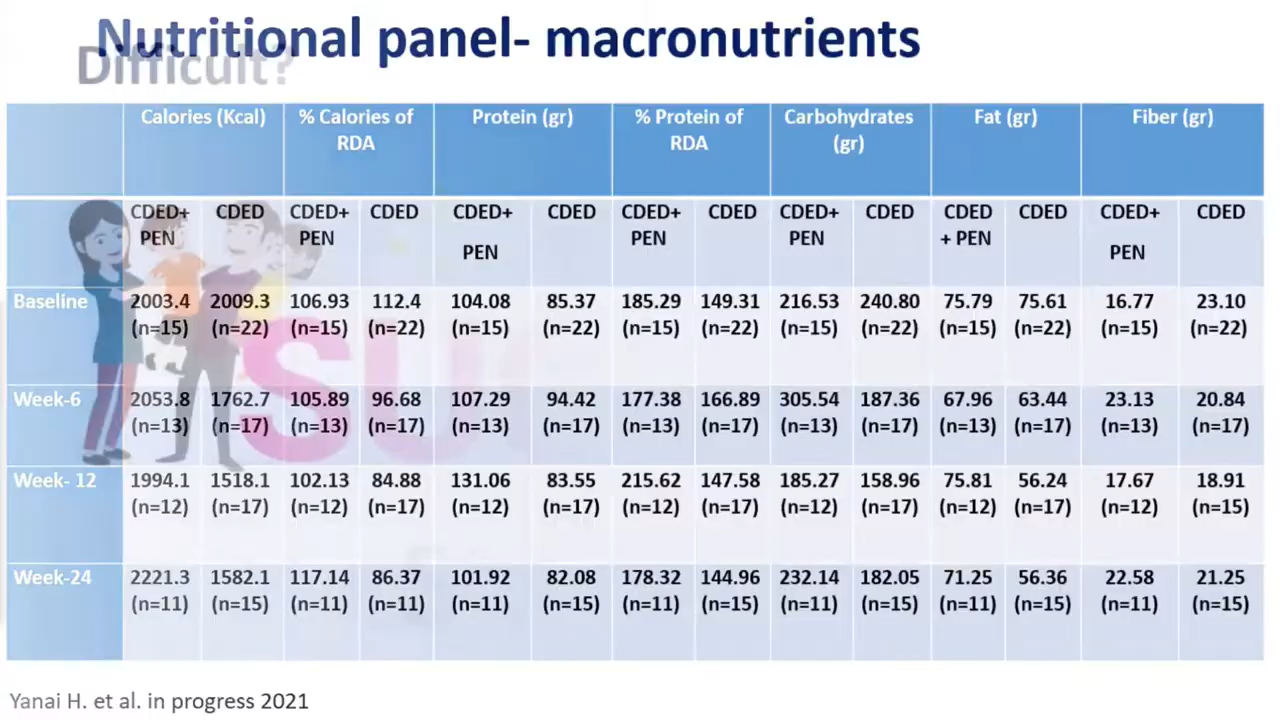 Nutritional panel- macronutrients
Difficult?
Calories (Kcal) % Calories of RDA Protein (gr) % Protein of RDA Carbohydrates (gr) Fat (gr) Fiber (gr)
CDED+ PEN CDED CDED+ PEN CDED CDED+ PEN CDED CDED+ PEN CDED CDED+ PEN CDED CDED + PEN CDED CDED+ PEN CDED
Baseline 2003.4 2009.3 106.93 112.4 104.08 85.37 185.29 149.31 216.53 240.80 75.79 75.61 16.77 23.10
(n=15) (n=22) (n=15) (n=22) (n=15) (n=22) (n=15) (n=22) (n=15) (n=22) (n=15) (n=22) (n=15) (n=22)
Week-6 2053.8 1762.7 105.89 96.68 107.29 94.42 177.38 166.89 305.54 187.36 67.96 63.44 23.13 20.84
(n=13) (n=17) (n=13) (n=17) (n=13) (n=17) (n=13) (n=17) (n=13) (n=17) (n=13) (n=17) (n=13) (n=17)
Week- 12 1994.1 1518.1 102.13 84.88 131.06 83.55 215.62 147.58 185.27 158.96 75.81 56.24 17.67 18.91
(n=12) (n=17) (n=12) (n=17) (n=12) (n=17) (n=12) (n=17) (n=12) (n=17) (n=12) (n=17) (n=12) (n=15)
Week-24 2221.3 1582.1 117.14 86.37 101.92 82.08 178.32 144.96 232.14 182.05 71.25 56.36 22.58 21.25
(n=11) (n=15) (n=11) (n=11) (n=11) (n=15) (n=11) (n=15) (n=11) (n=15) (n=11) (n=15) (n=11) (n=15)
Yanai H. et al. in progress 2021